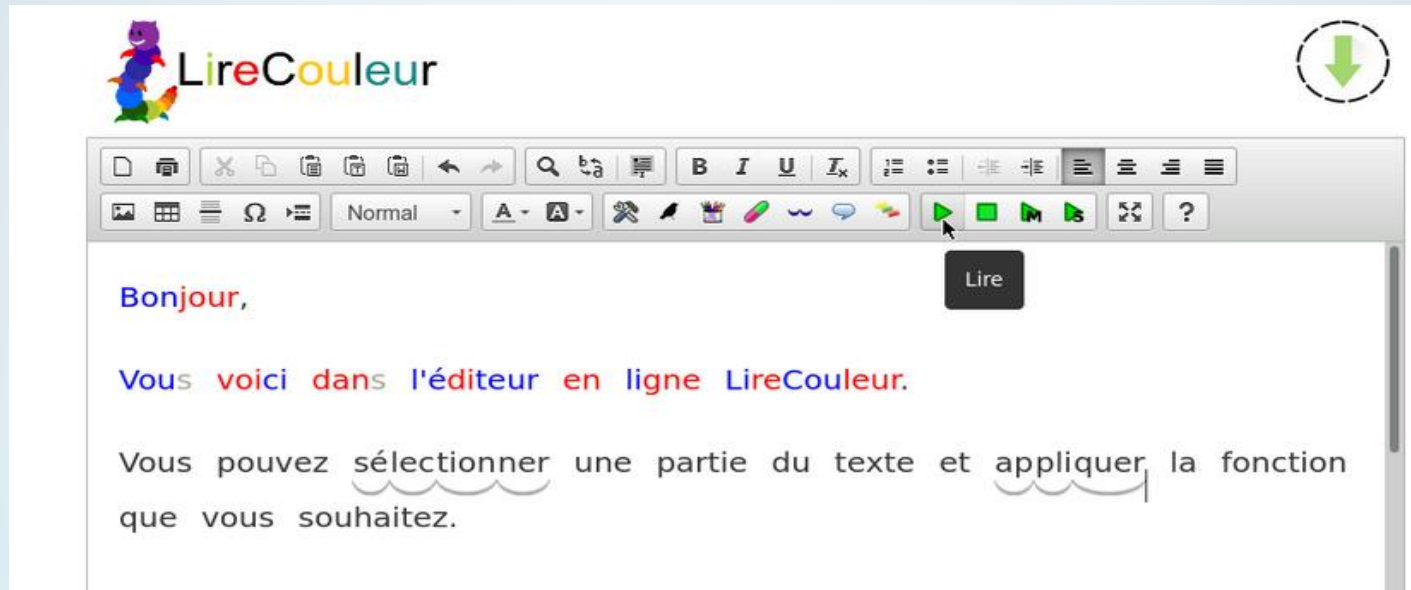 LireCouleur
Normal
Lire
Bonjour,
Vous voici dans l'éditeur en ligne LireCouleur.
Vous pouvez sélectionner une partie du texte et appliquer la fonction
que vous souhaitez.